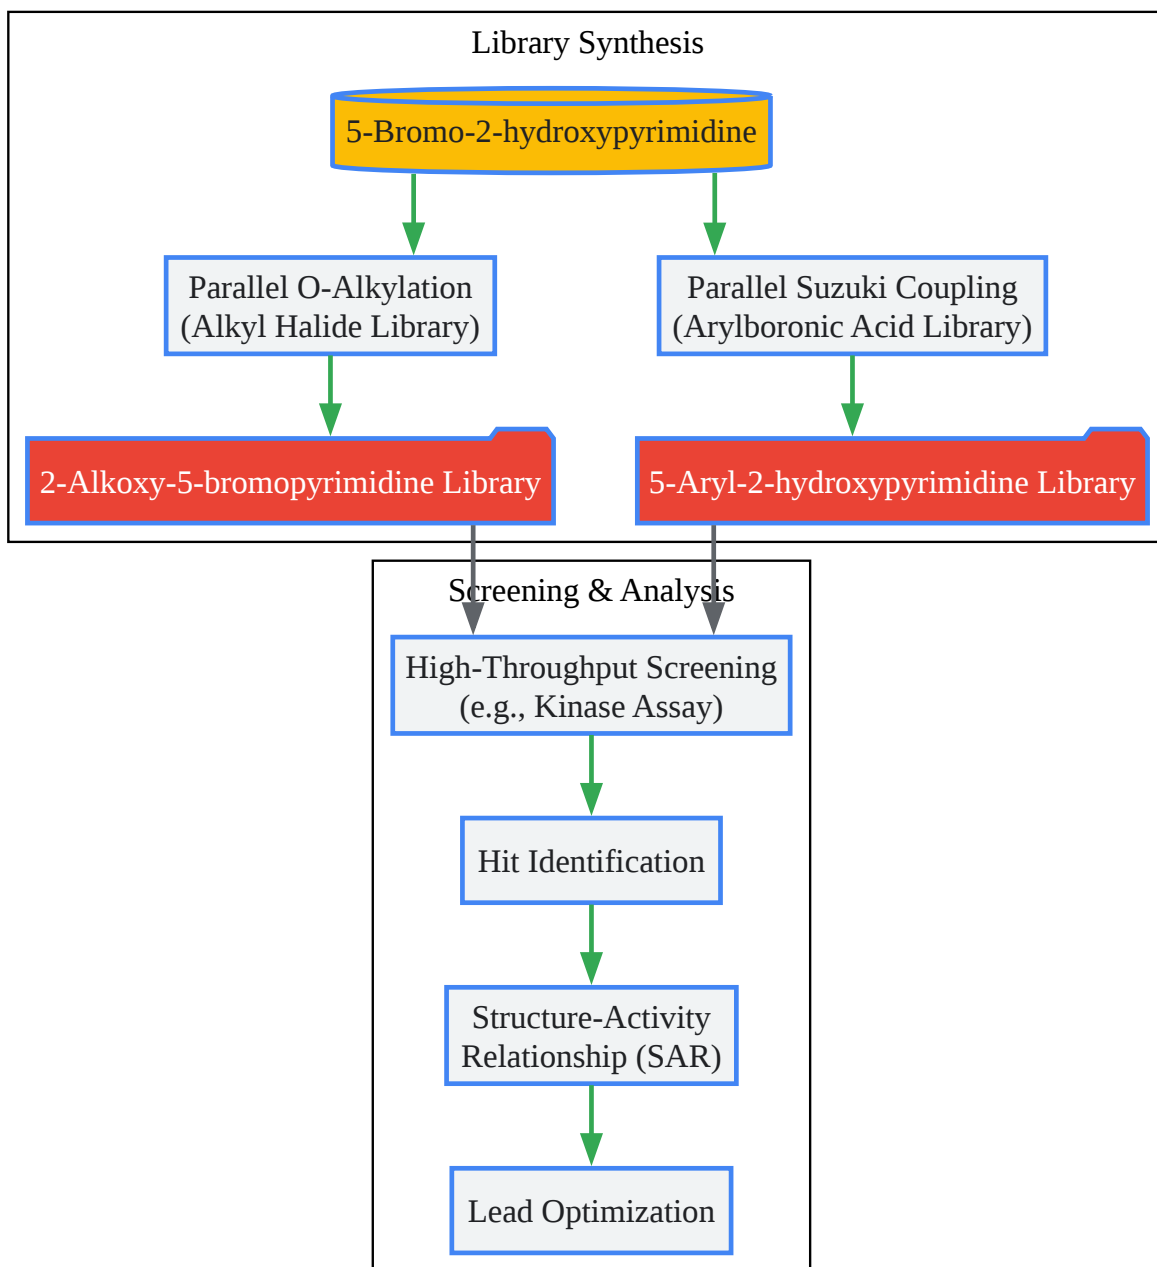 Library Synthesis
5-Bromo-2-hydroxypyrimidine
Parallel O-Alkylation
(Alkyl Halide Library)
Parallel Suzuki Coupling
(Arylboronic Acid Library)
2-Alkoxy-5-bromopyrimidine Library
5-Aryl-2-hydroxypyrimidine Library
Screening & Analysis
High-Throughput Screening
(e.g., Kinase Assay)
Hit Identification
Structure-Activity
Relationship (SAR)
Lead Optimization